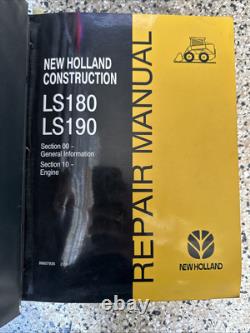 NEW HOLLAND
CONSTRUCTION
LS180
LS190
Section 00 -
General Information
Section 10 -
Engine
REPAIR MANUAL
NEW HOLLAND